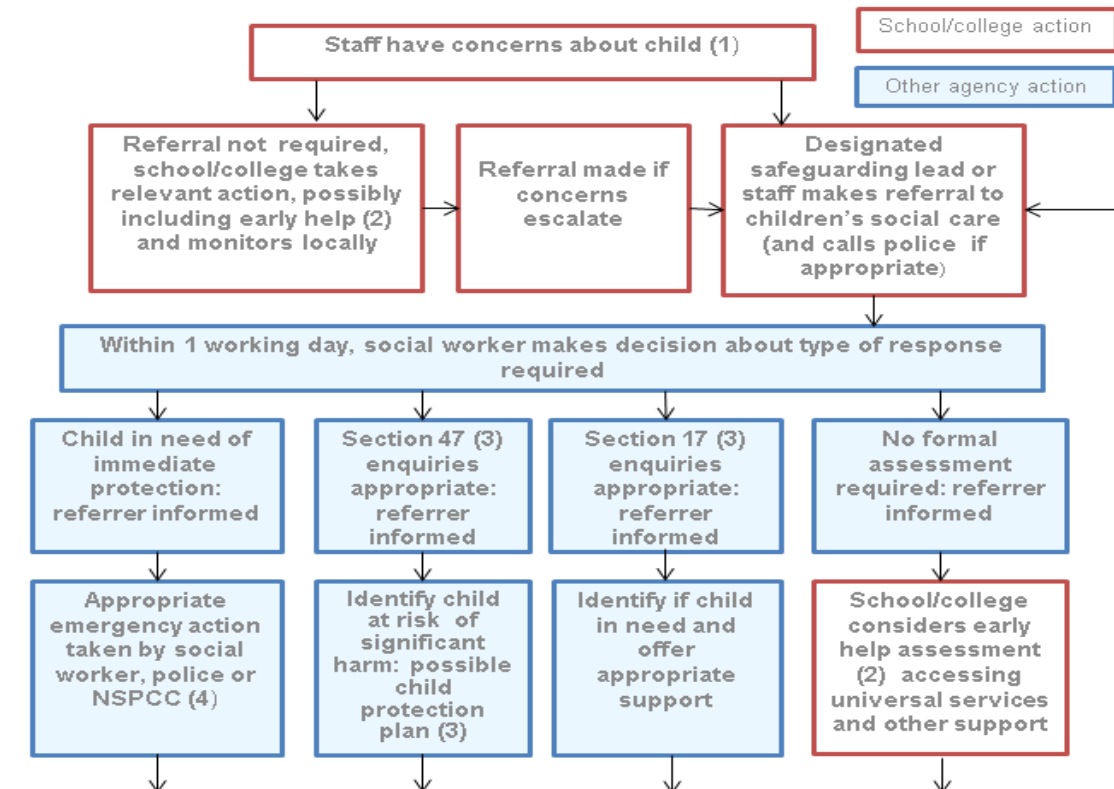 Staff have concerns about child (1)
School/college action
Other agency action
Referral not required,
school/college takes
relevant action, possibly
including early help (2)
and monitors locally
Referral made if
concerns
escalate
Designated
safeguarding lead or
staff makes referral to
children's social care
(and calls police if
appropriate)
Within 1 working day, social worker makes decision about type of response
required
Child in need of
immediate
protection:
referrer informed
Section 47 (3)
enquiries
appropriate:
referrer
informed
Section 17 (3)
enquiries
appropriate:
referrer
informed
No formal
assessment
required: referrer
informed
Appropriate
emergency action
taken by social
worker, police or
NSPCC (4)
Identify child
at risk of
significant
harm: possible
child
protection
plan (3)
Identify if child
in need and
offer
appropriate
support
School/college
considers early
help assessment
(2) accessing
universal services
and other support